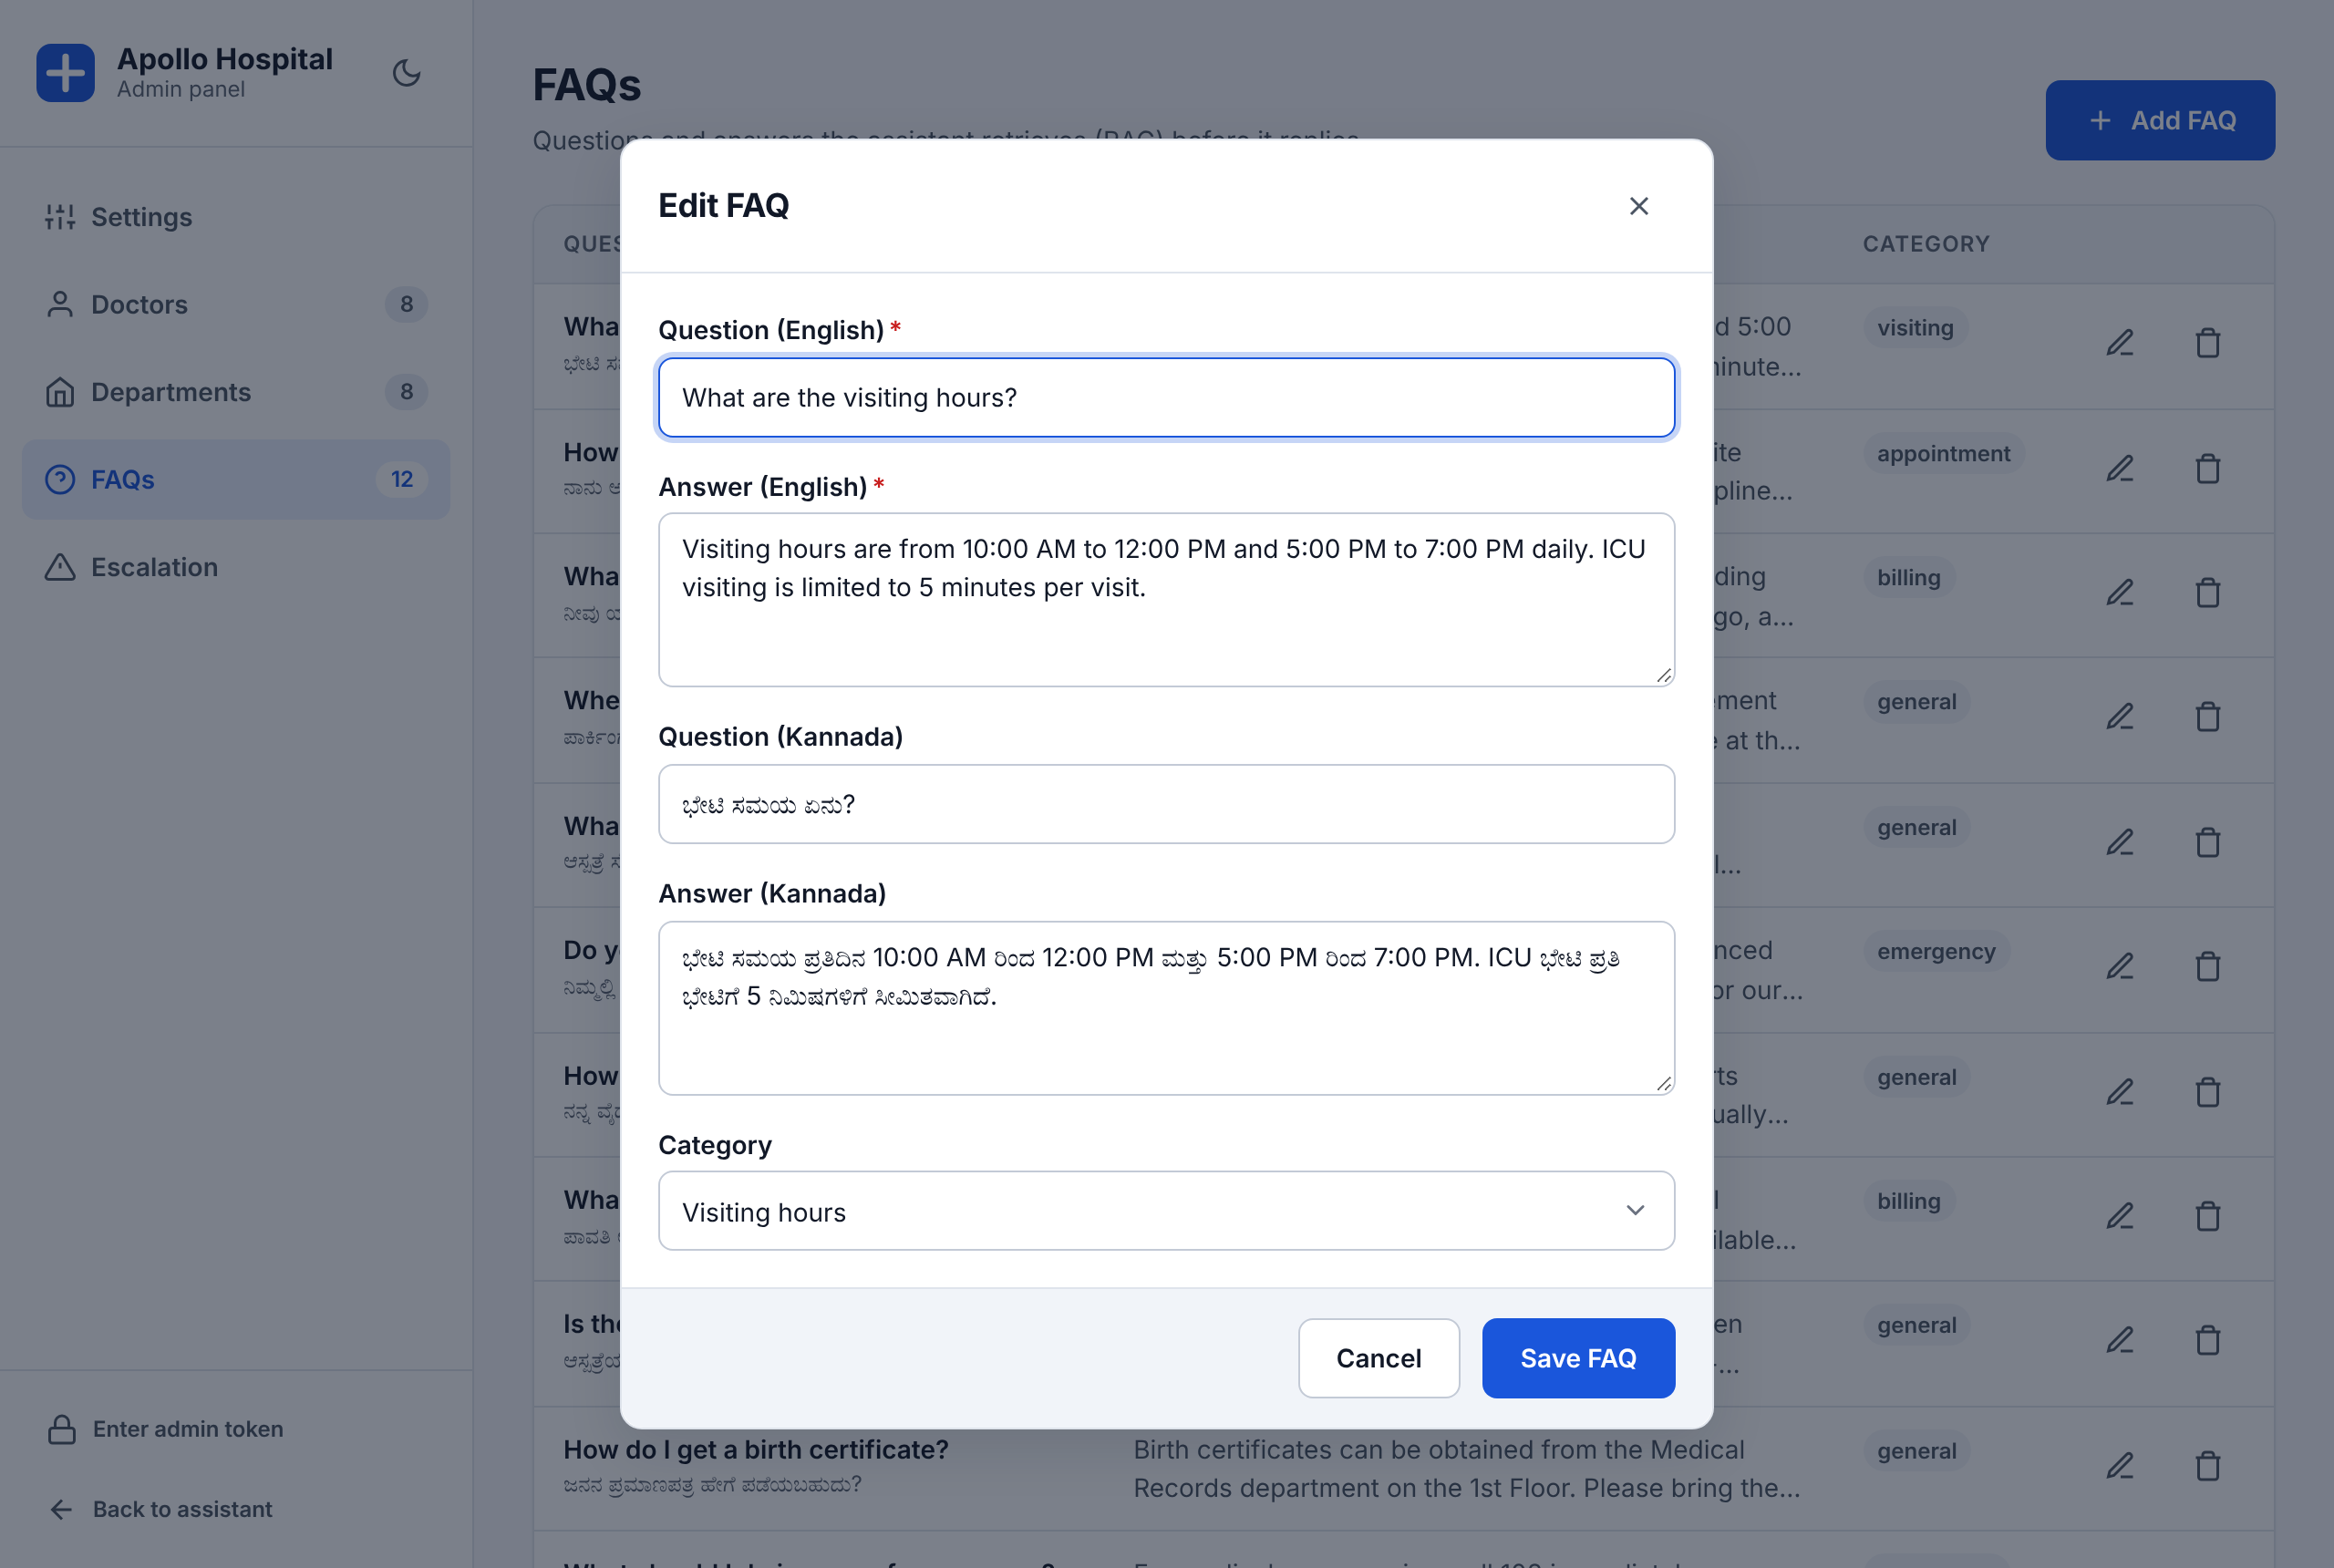 Apollo Hospital
Admin panel
Settings
Doctors 8
Departments 8
FAQs 12
Escalation
Enter admin token
Back to assistant
FAQs
Add FAQ
CATEGORY
Edit FAQ
Question (English) *
What are the visiting hours?
Answer (English) *
Visiting hours are from 10:00 AM to 12:00 PM and 5:00 PM to 7:00 PM daily. ICU
visiting is limited to 5 minutes per visit.
Question (Kannada)
ಭೇಟಿ ಸಮಯ ಏನು?
Answer (Kannada)
ಭೇಟಿ ಸಮಯ ಪ್ರತಿದಿನ 10:00 AM ರಿಂದ 12:00 PM ಮತ್ತು 5:00 PM ರಿಂದ 7:00 PM. ICU ಭೇಟಿ ಪ್ರತಿ
ಭೇಟಿಗೆ 5 ನಿಮಿಷಗಳಿಗೆ ಸೀಮಿತವಾಗಿದೆ.
Category
Visiting hours
Cancel
Save FAQ
5:00
visiting
appointment
billing
general
at th...
general
emergency
or our...
general
billing
general
How do I get a birth certificate?
ಜನನ ಪ್ರಮಾಣಪತ್ರ ಹೇಗೆ ಪಡೆಯಬಹುದು?
Birth certificates can be obtained from the Medical
Records department on the 1st Floor. Please bring the...
general